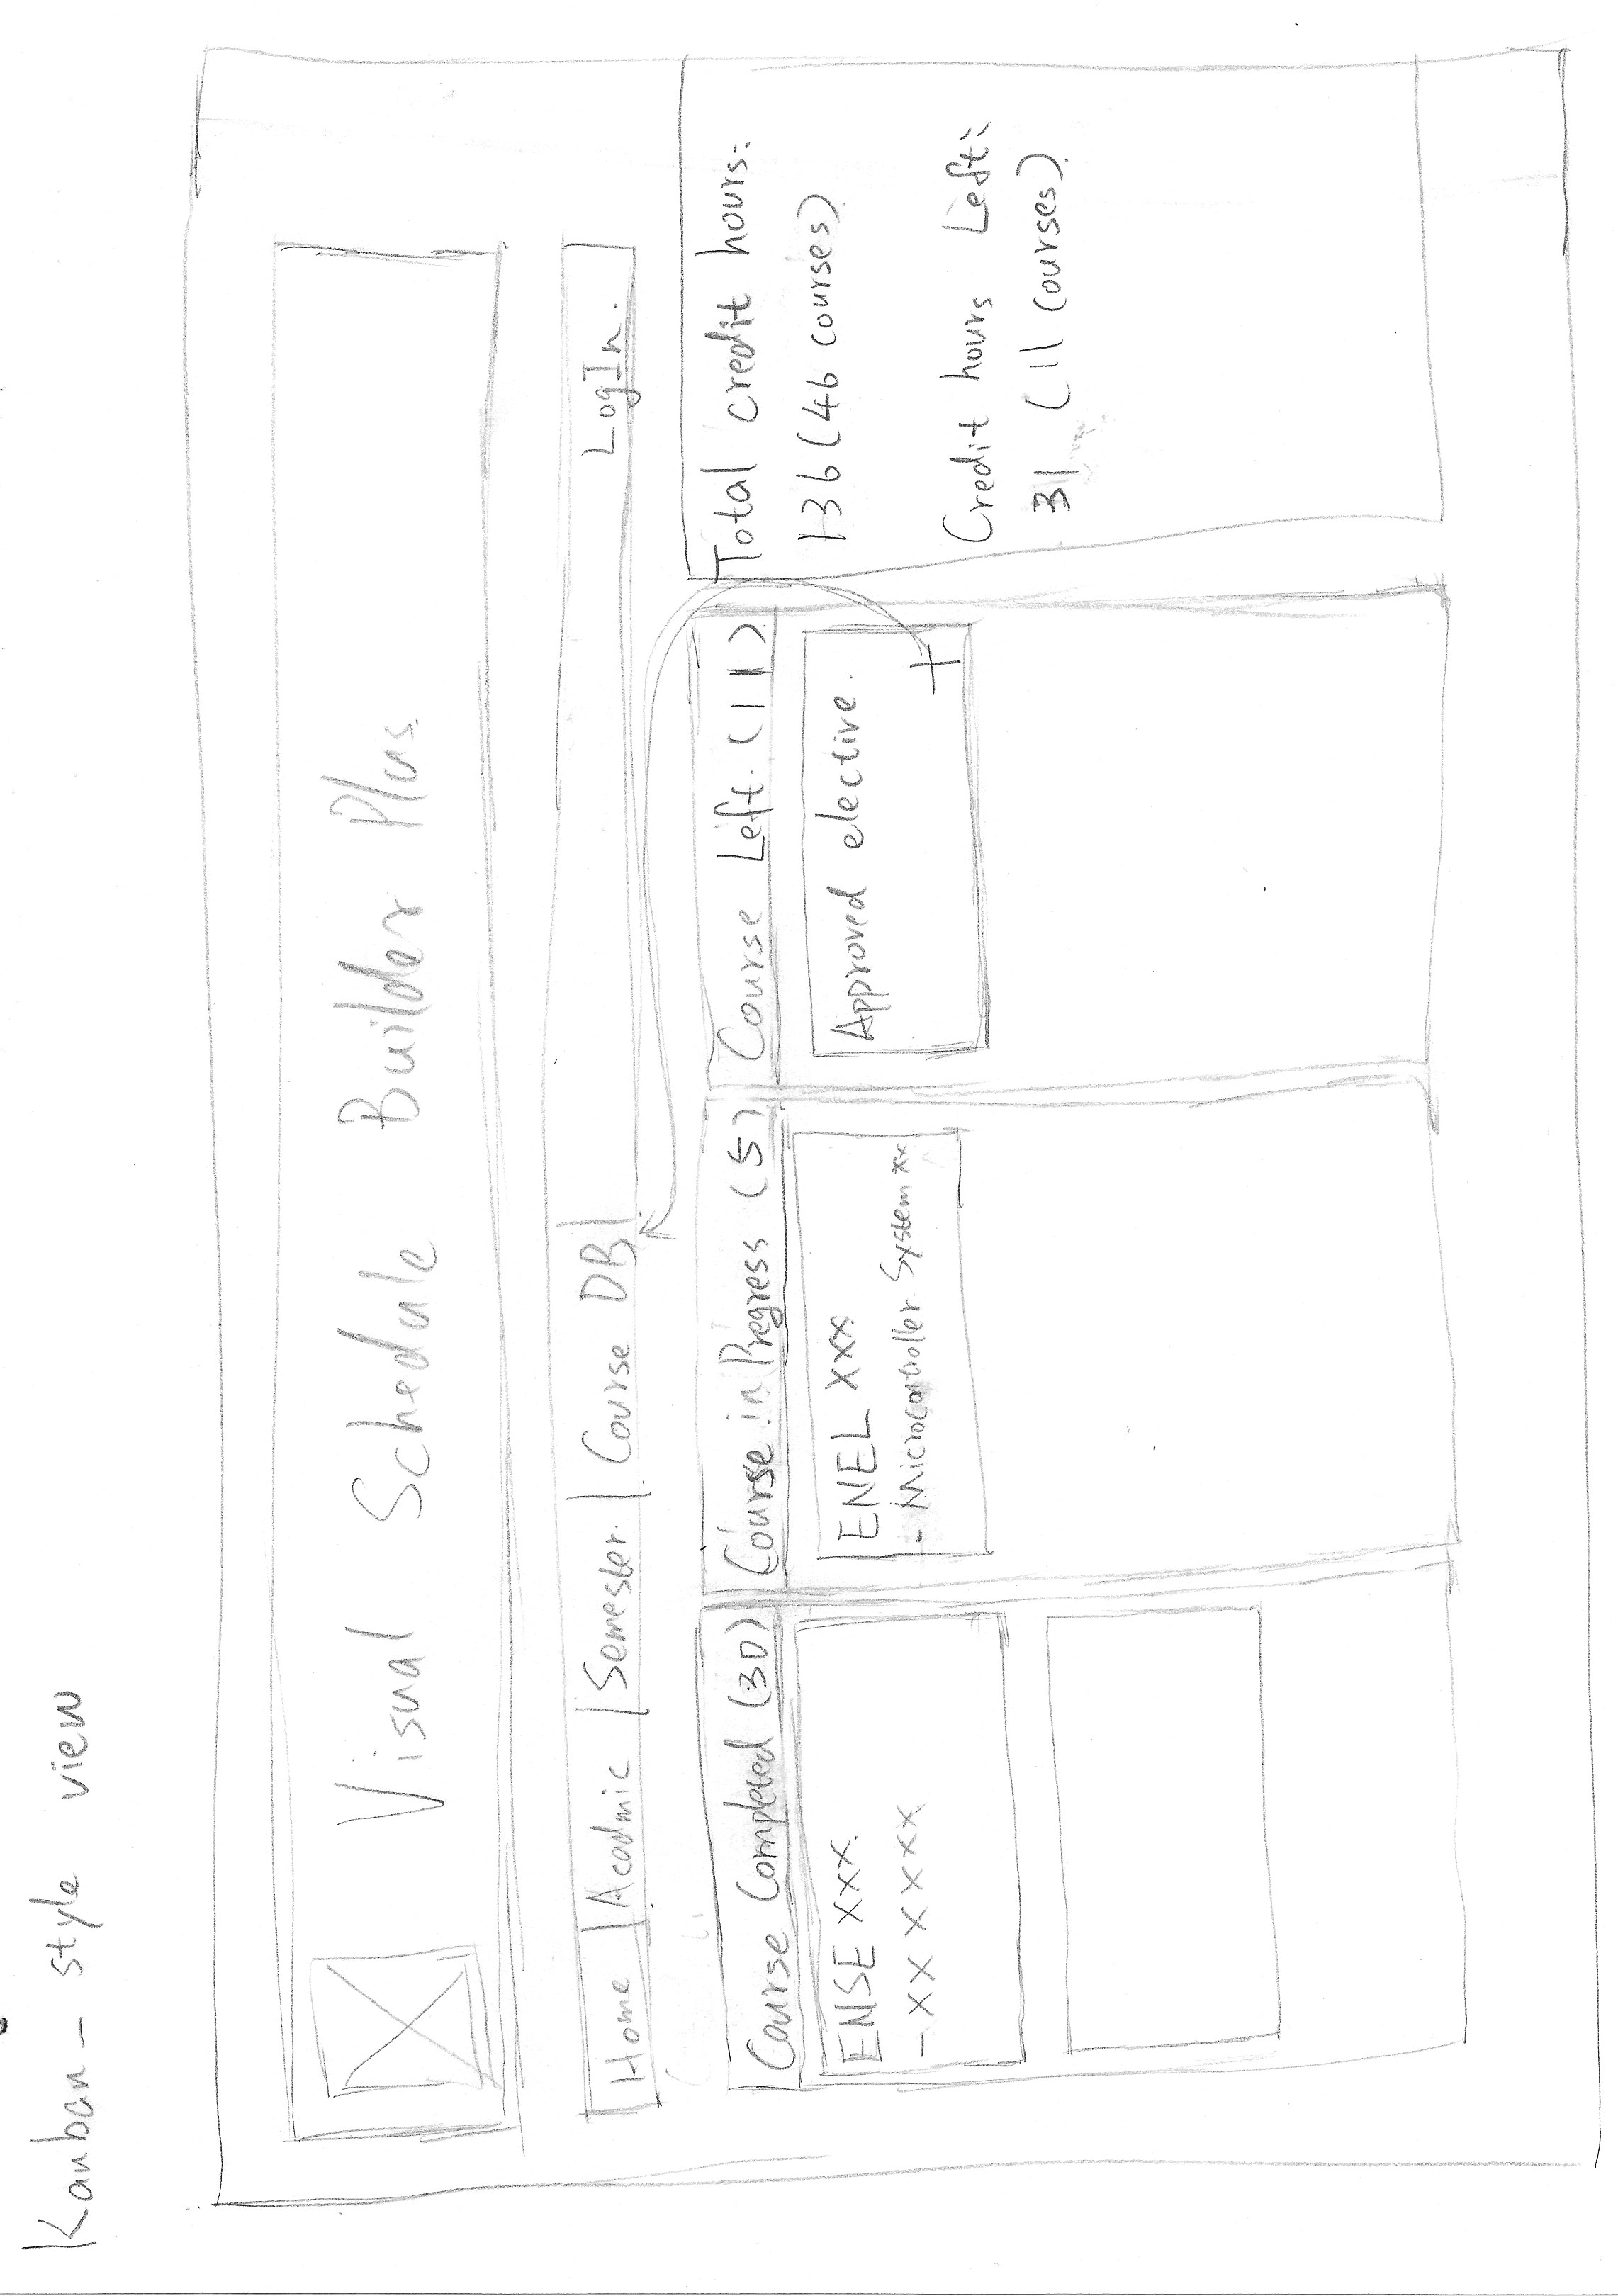 Kanban - style view
Visual Schedule Builder Plus
Home Acadmic Semester. Course DB LogIn.
Course Completed (30)
ENSE XXX.
- XX X XXX
Course in Progress (5)
ENEL XXX
- Microcontroller System xx
Course Left. (11)
Approved elective.
+
Total credit hours:
136 (46 courses)
Credit hours Left:
31 (11 courses)